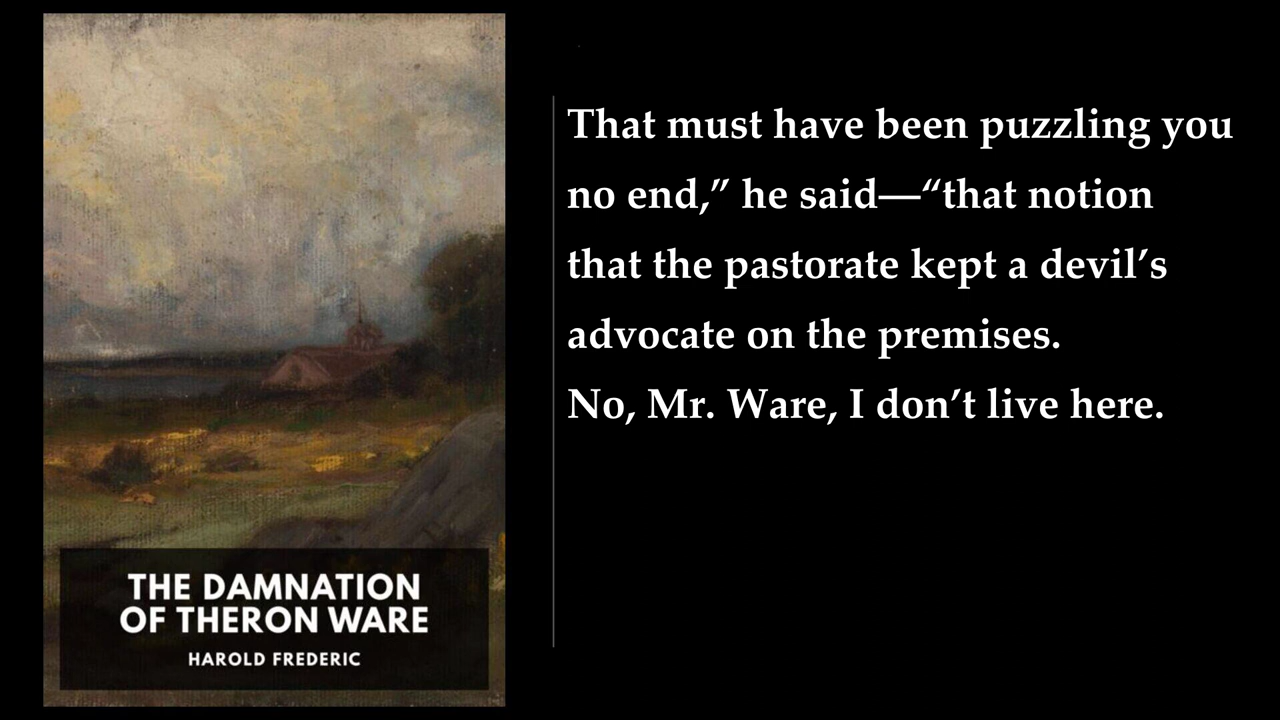 THE DAMNATION
OF THERON WARE
HAROLD FREDERIC
That must have been puzzling you
no end,” he said—“that notion
that the pastorate kept a devil’s
advocate on the premises.
No, Mr. Ware, I don’t live here.